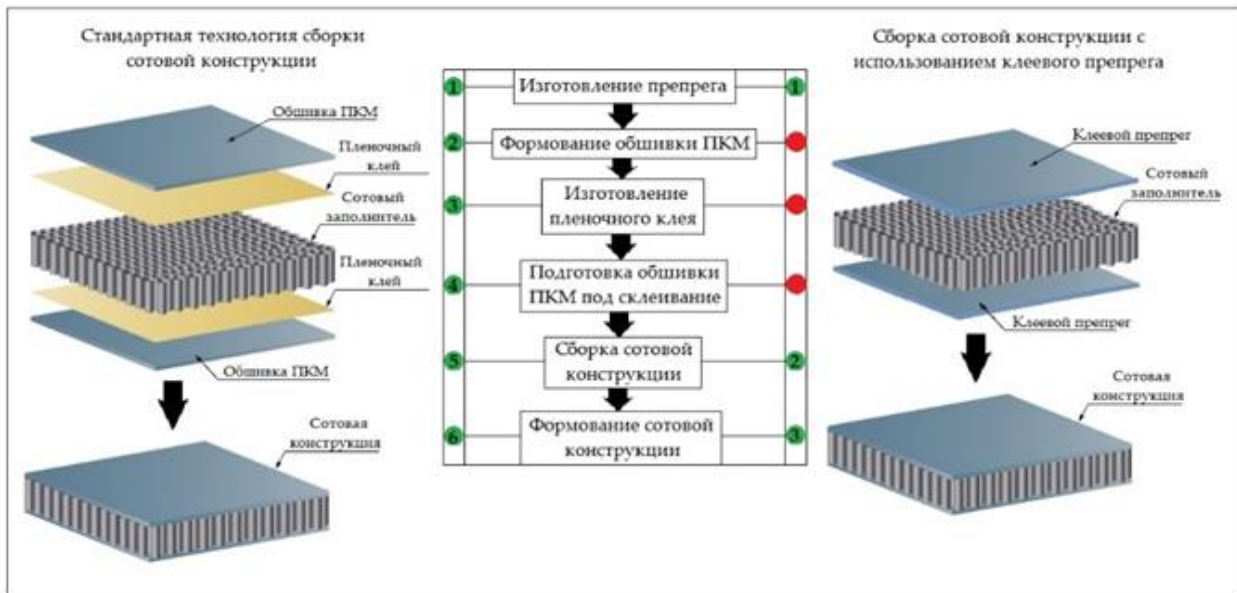 Стандартная технология сборки
сотовой конструкции
Обшивка ПКМ
Пленочный
клей
Сотовый
заполнитель
Пленочный
клей
Обшивка ПКМ
Сотовая
конструкция
1
Изготовление препрега
1
2
Формование обшивки ПКМ
3
Изготовление
пленочного клея
4
Подготовка обшивки
ПКМ под склеивание
5
Сборка сотовой
конструкции
2
6
Формование сотовой
конструкции
3
Сборка сотовой конструкции с
использованием клеевого препрега
Клеевой препрег
Сотовый
заполнитель
Клеевой препрег
Сотовая
конструкция